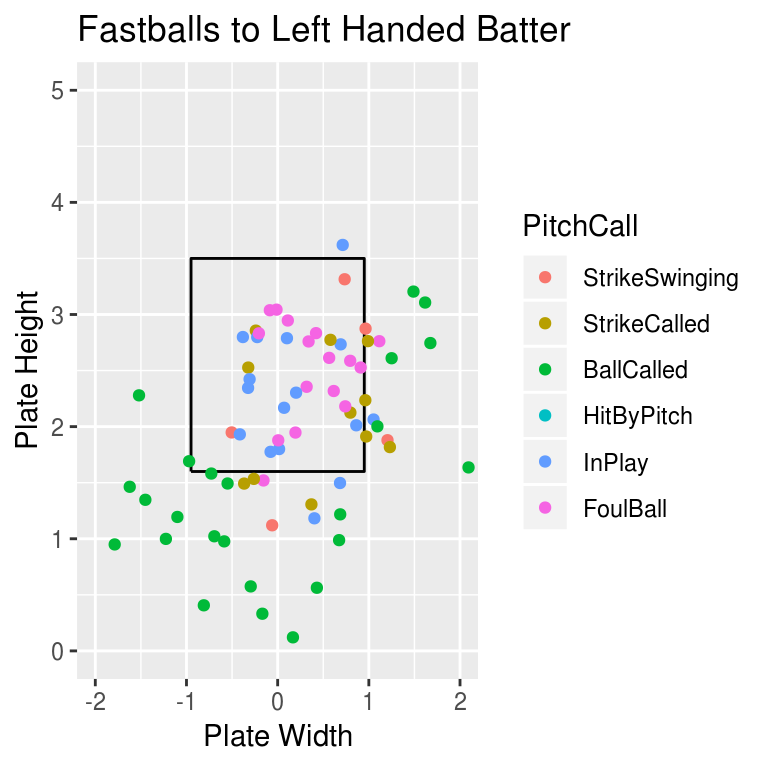 Fastballs to Left Handed Batter
5
4
3
2
1
0
-2 -1 0 1 2
Plate Width
Plate Height
PitchCall
StrikeSwinging
StrikeCalled
BallCalled
HitByPitch
InPlay
FoulBall